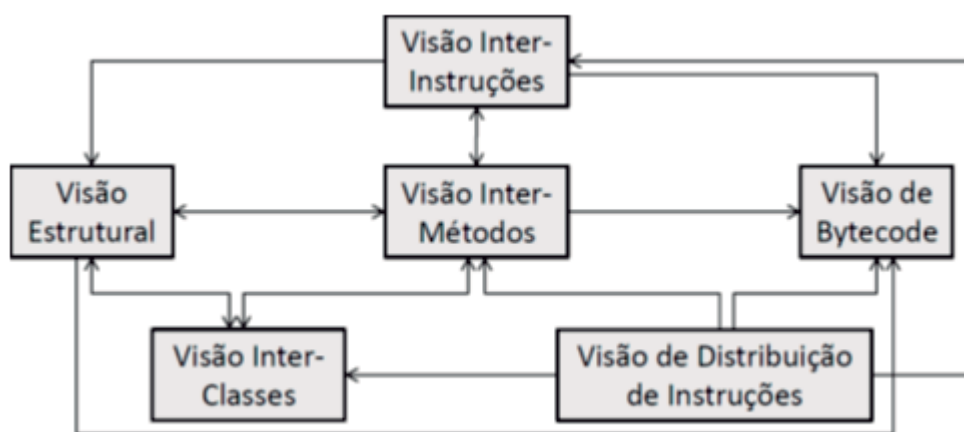 Visão Inter-
Instruções
Visão
Estrutural
Visão Inter-
Métodos
Visão de
Bytecode
Visão Inter-
Classes
Visão de Distribuição
de Instruções